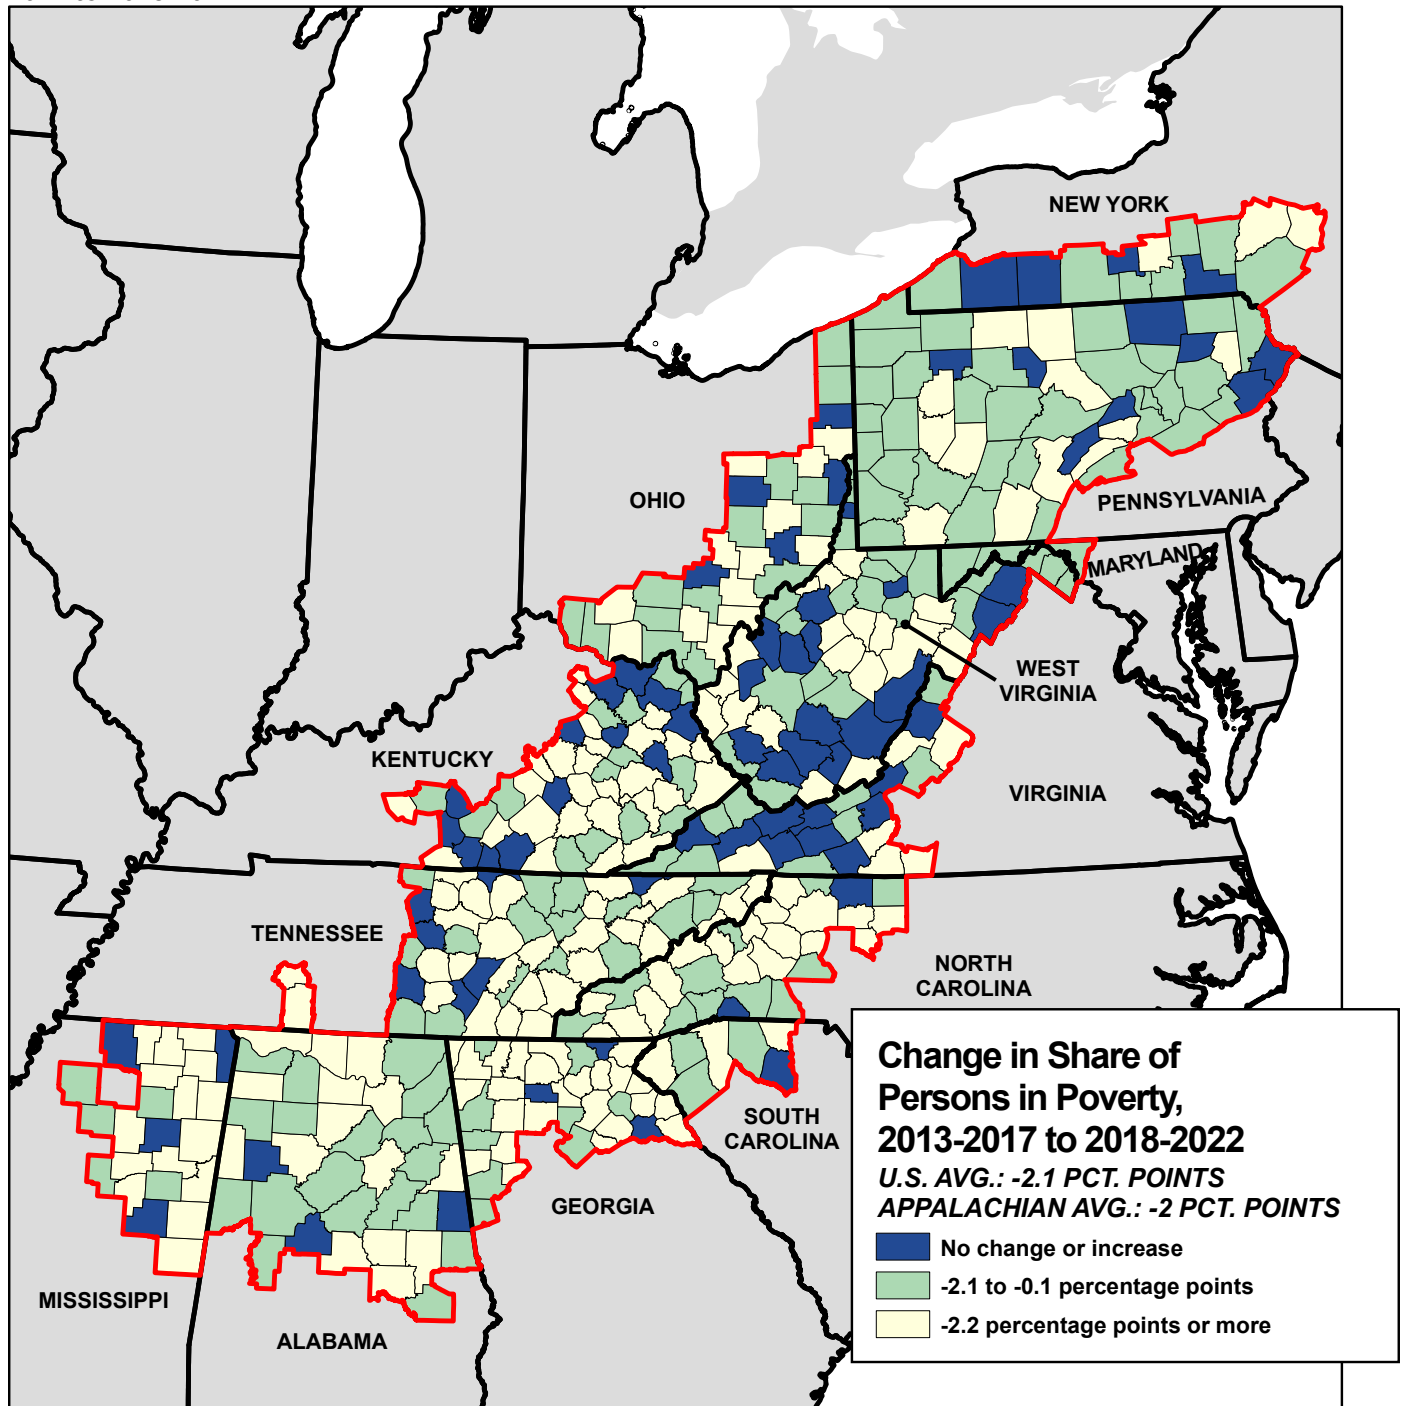 NEW YORK
OHIO
PENNSYLVANIA
MARYLAND
WEST
VIRGINIA
KENTUCKY
VIRGINIA
TENNESSEE
NORTH
CAROLINA
SOUTH
CAROLINA
GEORGIA
MISSISSIPPI
ALABAMA
Change in Share of
Persons in Poverty,
2013-2017 to 2018-2022
U.S. AVG.: -2.1 PCT. POINTS
APPALACHIAN AVG.: -2 PCT. POINTS
No change or increase
-2.1 to -0.1 percentage points
-2.2 percentage points or more